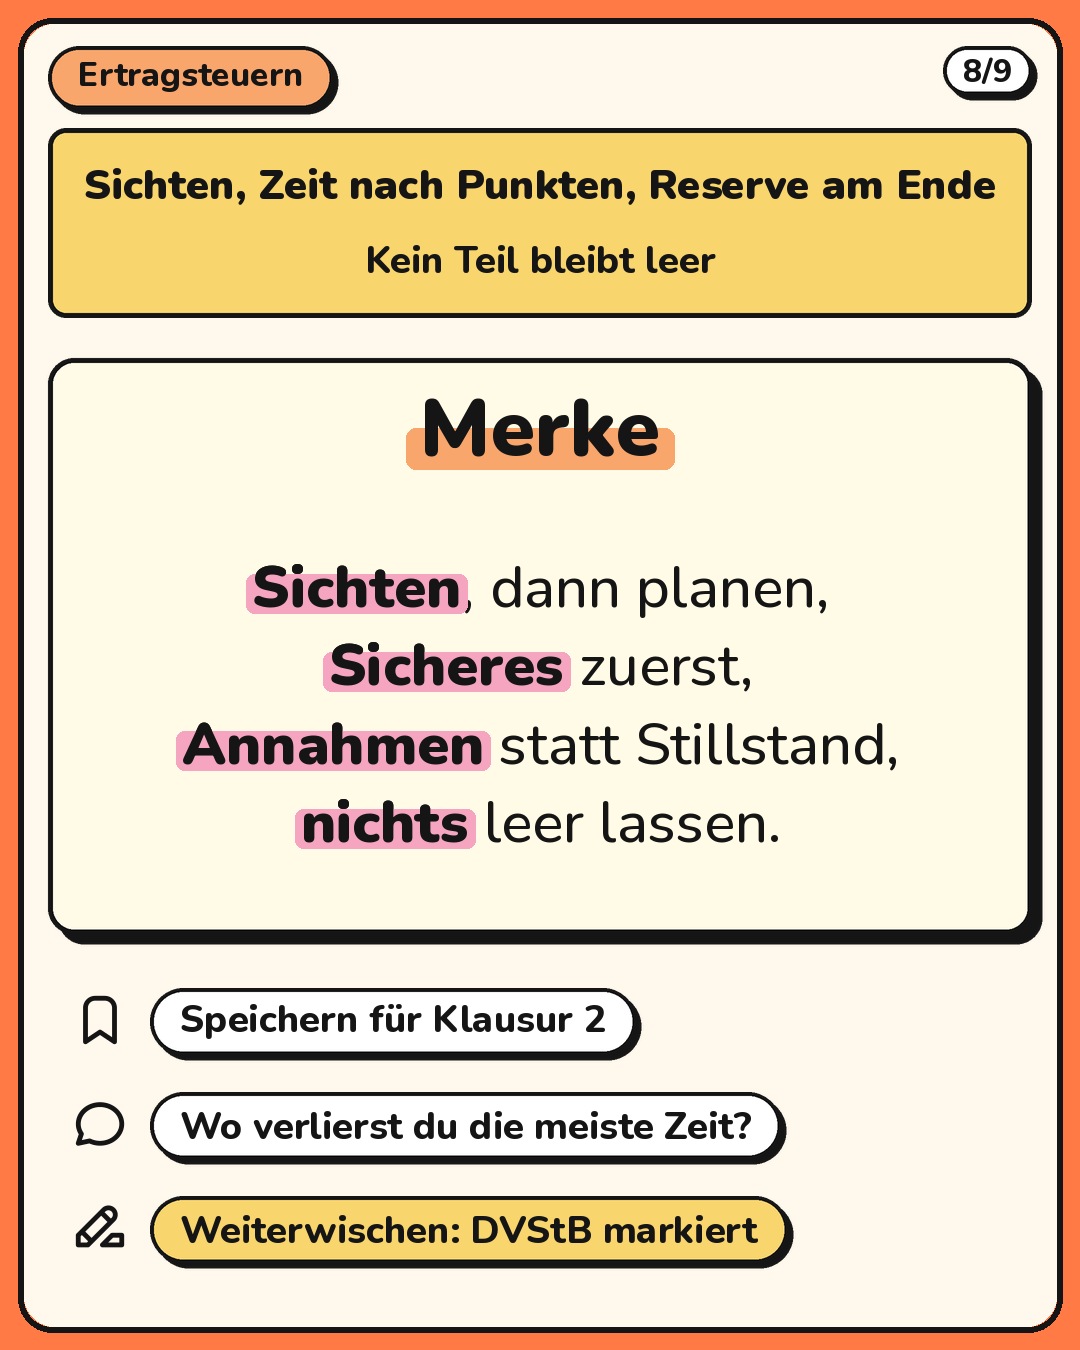 Ertragsteuern
8/9
Sichten, Zeit nach Punkten, Reserve am Ende
Kein Teil bleibt leer
Merke
Sichten, dann planen,
Sicheres zuerst,
Annahmen statt Stillstand,
nichts leer lassen.
Speichern für Klausur 2
Wo verlierst du die meiste Zeit?
Weiterwischen: DVStB markiert